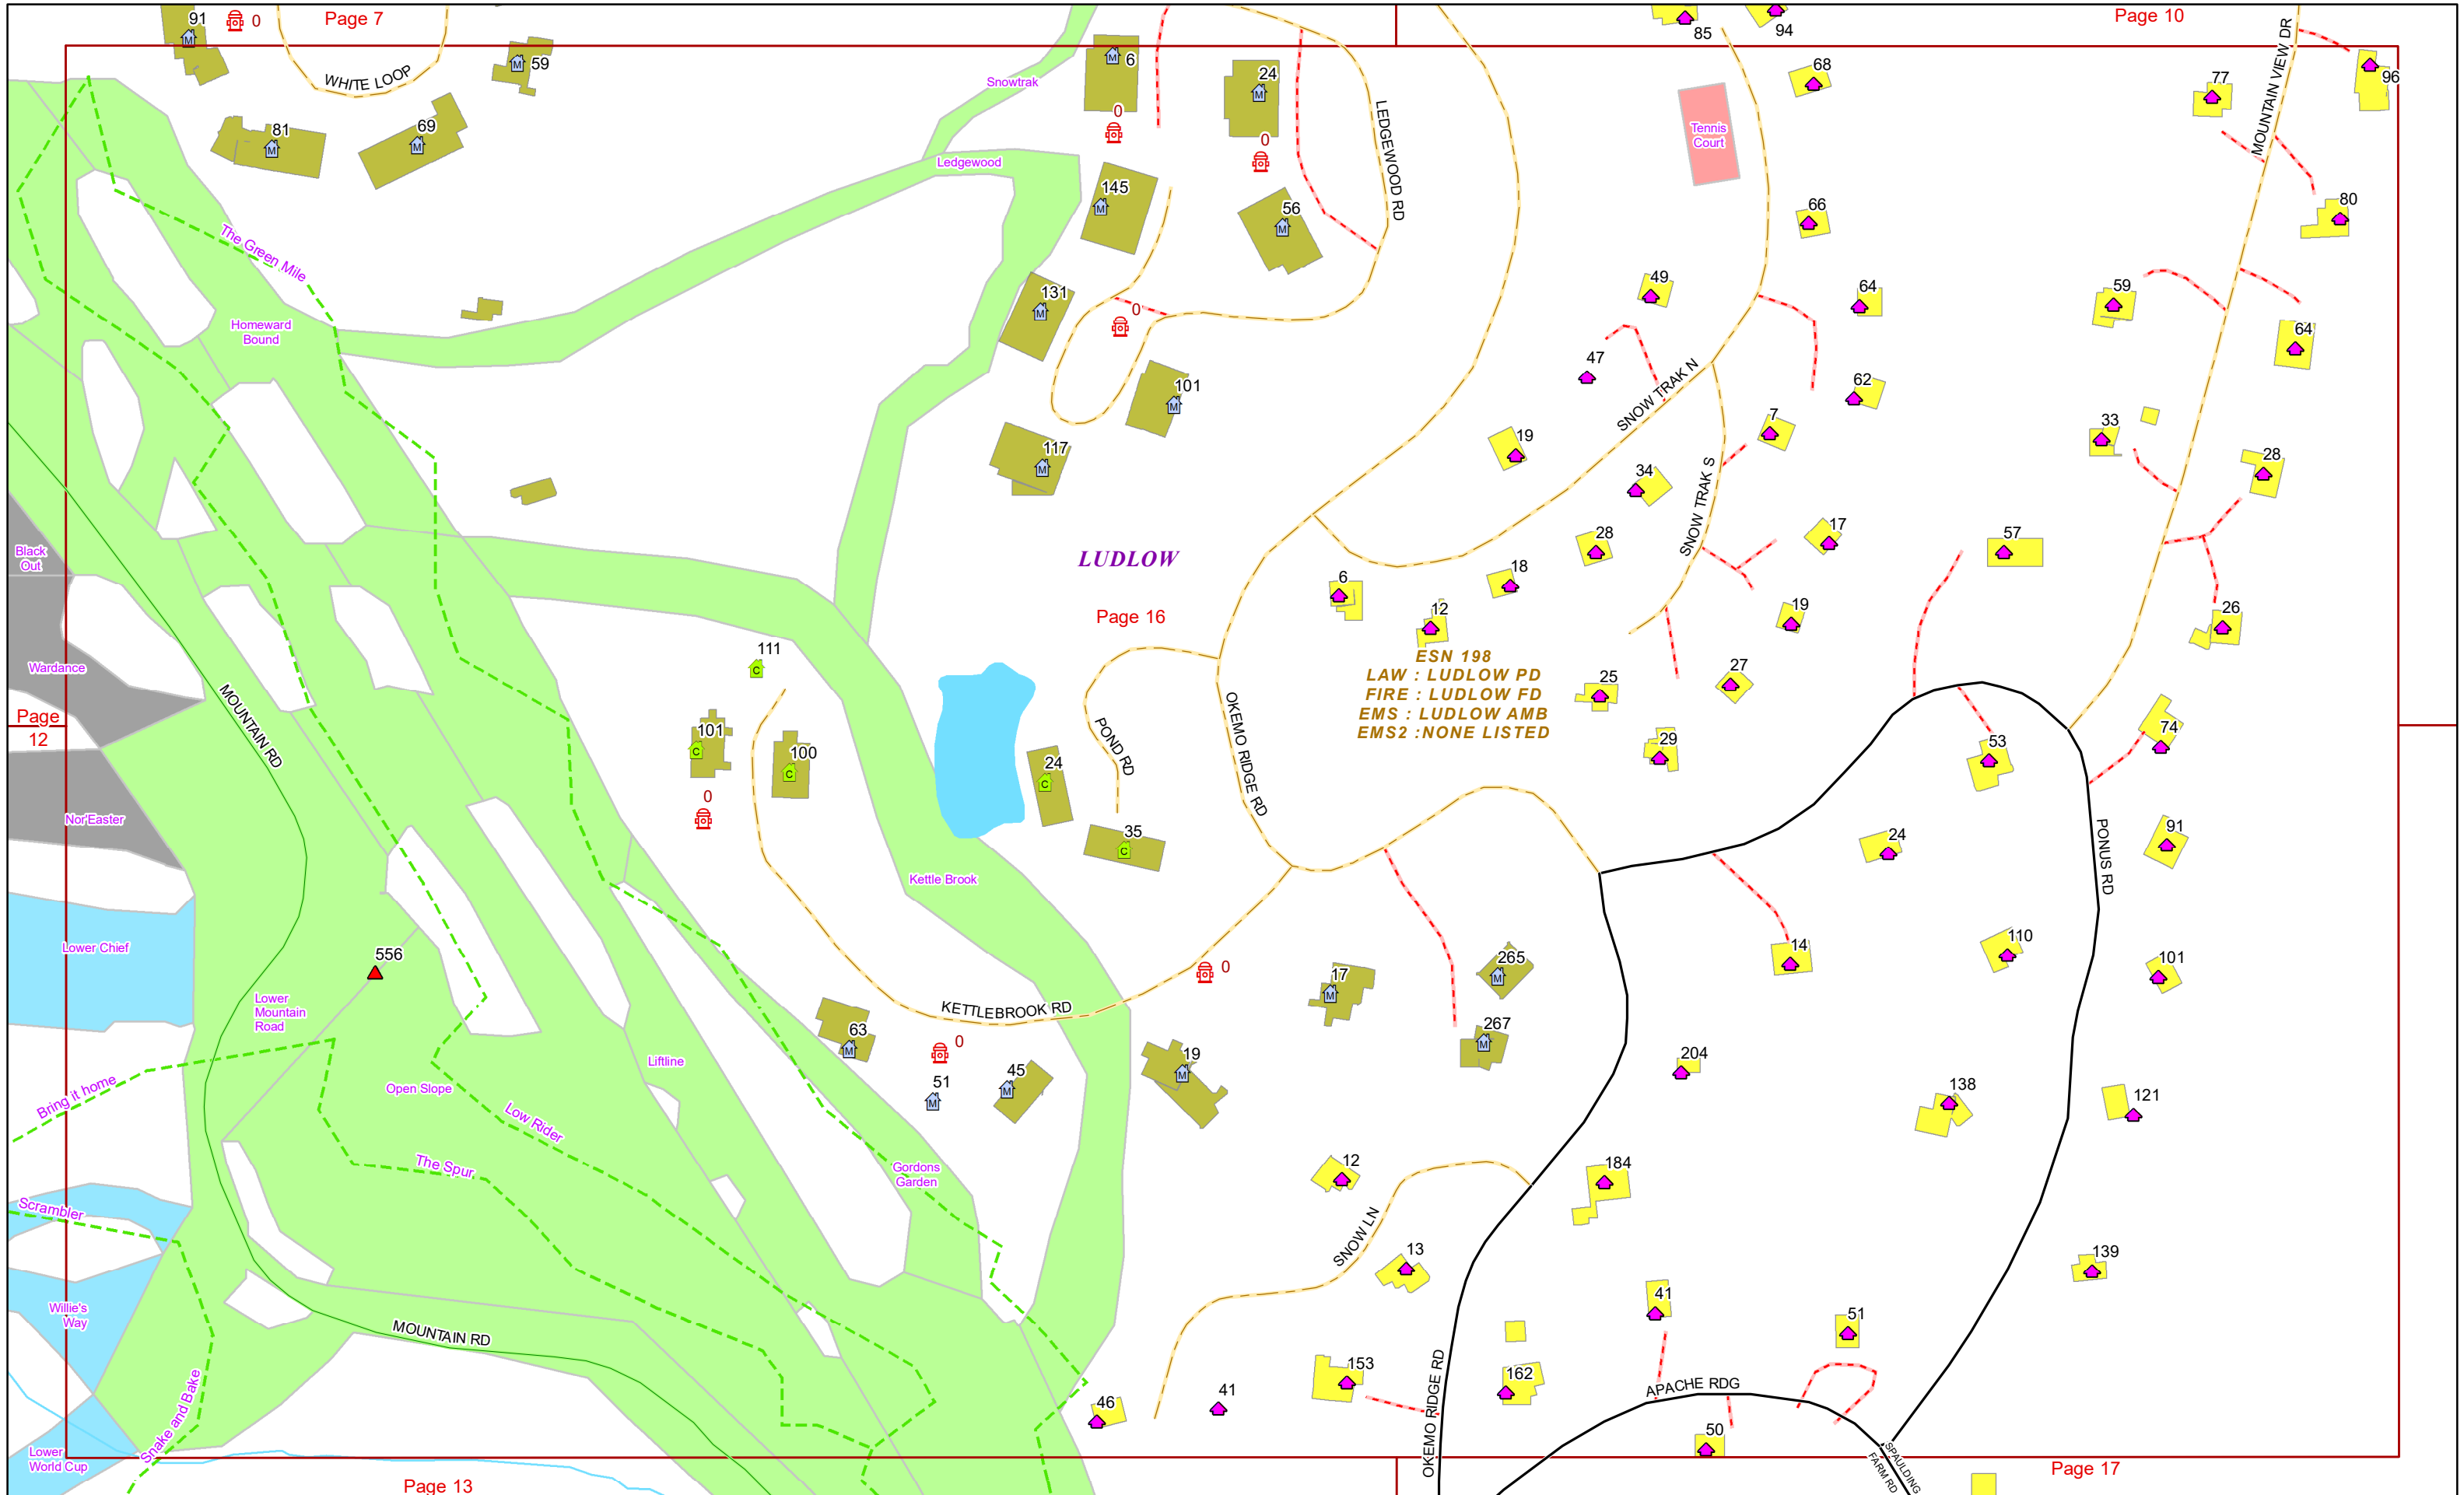 91
0
Page 7
85
94
Page 10
MOUNTAIN VIEW DR
WHITE LOOP
59
Snowtrak
6
24
68
77
96
81
69
0
0
LEDGEWOOD RD
Tennis
Court
Ledgewood
145
56
66
80
The Green Mile
Homeward
Bound
131
0
49
64
59
64
47
SNOW TRAK N
62
101
117
19
7
33
28
34
SNOW TRAK S
28
17
57
Black
Out
LUDLOW
Page 16
6
18
12
19
26
Wardance
111
ESN 198
LAW : LUDLOW PD
FIRE : LUDLOW FD
EMS : LUDLOW AMB
EMS2 :NONE LISTED
25
27
29
MOUNTAIN RD
Page
12
101
100
24
POND RD
OKEMO RIDGE RD
53
74
0
35
24
91
PONUS RD
Nor'Easter
Kettle Brook
Lower Chief
556
0
17
265
14
110
101
Lower
Mountain
Road
KETTLEBROOK RD
63
0
51
45
19
267
204
138
121
Liftline
Bring it home
Open Slope
Low Rider
The Spur
Gordons
Garden
12
184
Scrambler
SNOW LN
13
139
Willie's
Way
MOUNTAIN RD
41
51
153
162
OKEMO RIDGE RD
APACHE RDG
46
41
50
Snake and Bake
Lower
World Cup
Page 13
SPAULDING
FARM RD
Page 17